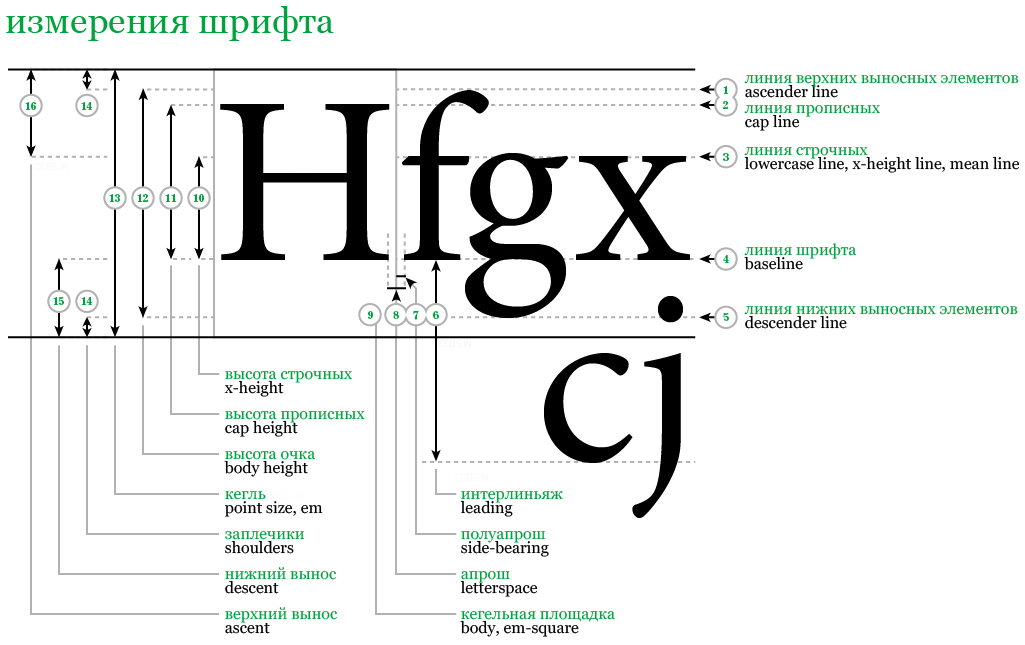 измерения шрифта
16
14
13
12
11
10
15
14
Hfgx.
cj
9
8
7
6
1
линия верхних выносных элементов
ascender line
2
линия прописных
cap line
3
линия строчных
lowercase line, x-height line, mean line
4
линия шрифта
baseline
5
линия нижних выносных элементов
descender line
высота строчных
x-height
высота прописных
cap height
высота очка
body height
кегль
point size, em
заплечики
shoulders
нижний вынос
descent
верхний вынос
ascent
интерлиньяж
leading
полуапрош
side-bearing
апрош
letterspace
кегельная площадка
body, em-square